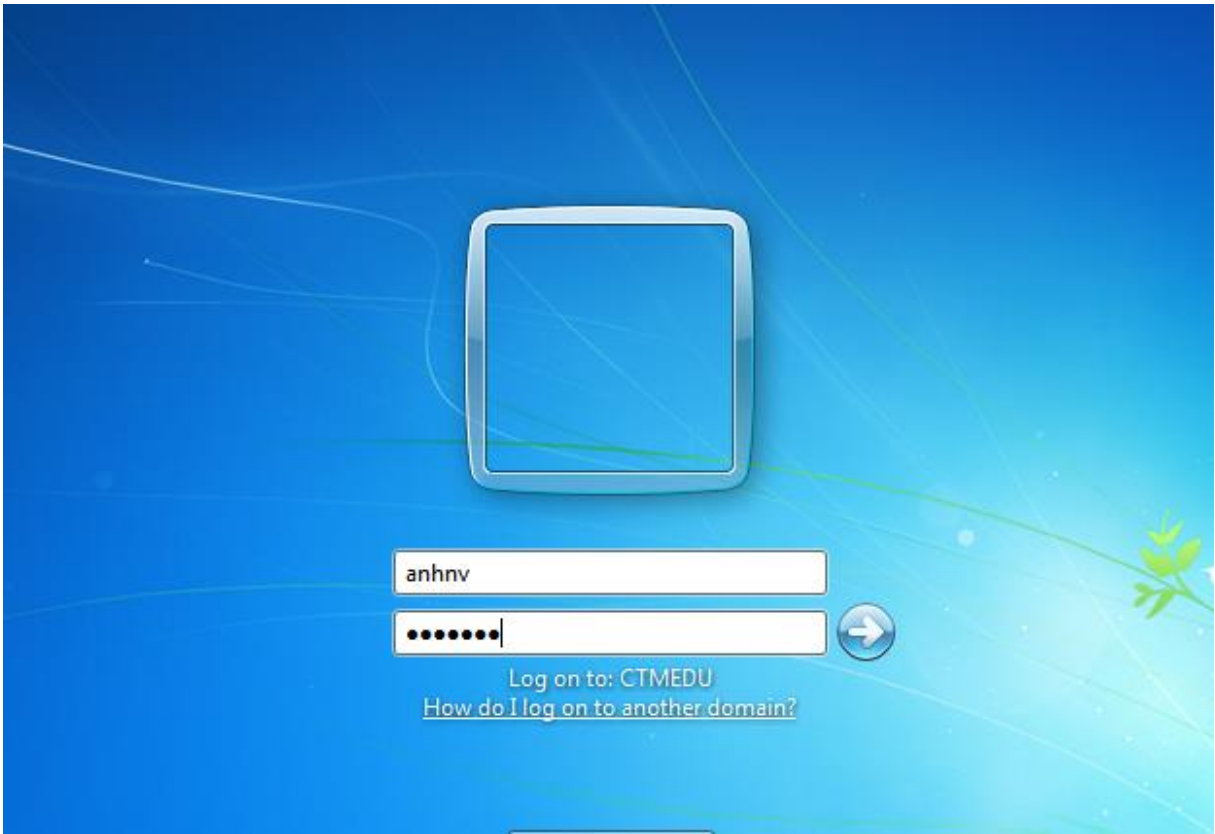 anhnv
•••••••
Log on to: CTMEDU
How do I log on to another domain?